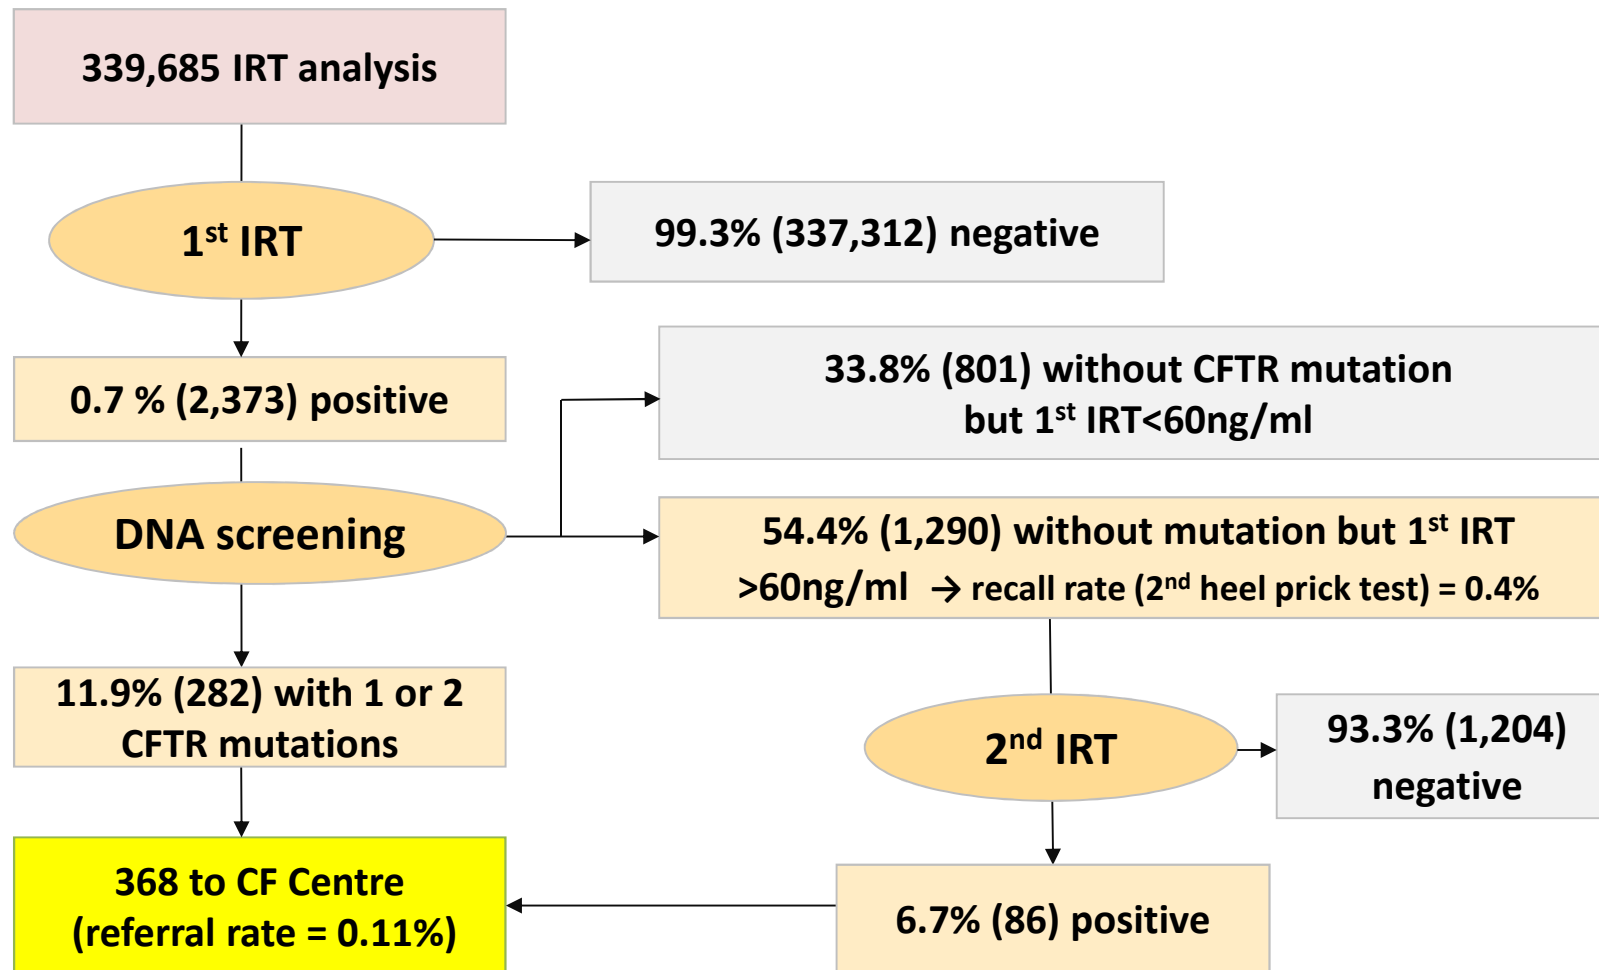 339,685 IRT analysis
1st IRT
99.3% (337,312) negative
0.7 % (2,373) positive
33.8% (801) without CFTR mutation
but 1st IRT<60ng/ml
DNA screening
54.4% (1,290) without mutation but 1st IRT
>60ng/ml → recall rate (2nd heel prick test) = 0.4%
11.9% (282) with 1 or 2
CFTR mutations
2nd IRT
93.3% (1,204)
negative
368 to CF Centre
(referral rate = 0.11%)
6.7% (86) positive